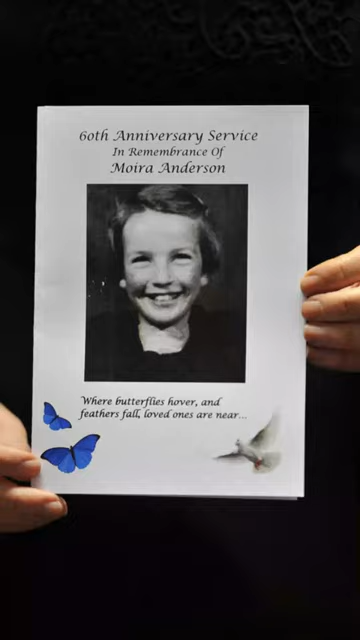 60th Anniversary Service
In Remembrance Of
Moira Anderson
Where butterflies hover, and
feathers fall, loved ones are near...